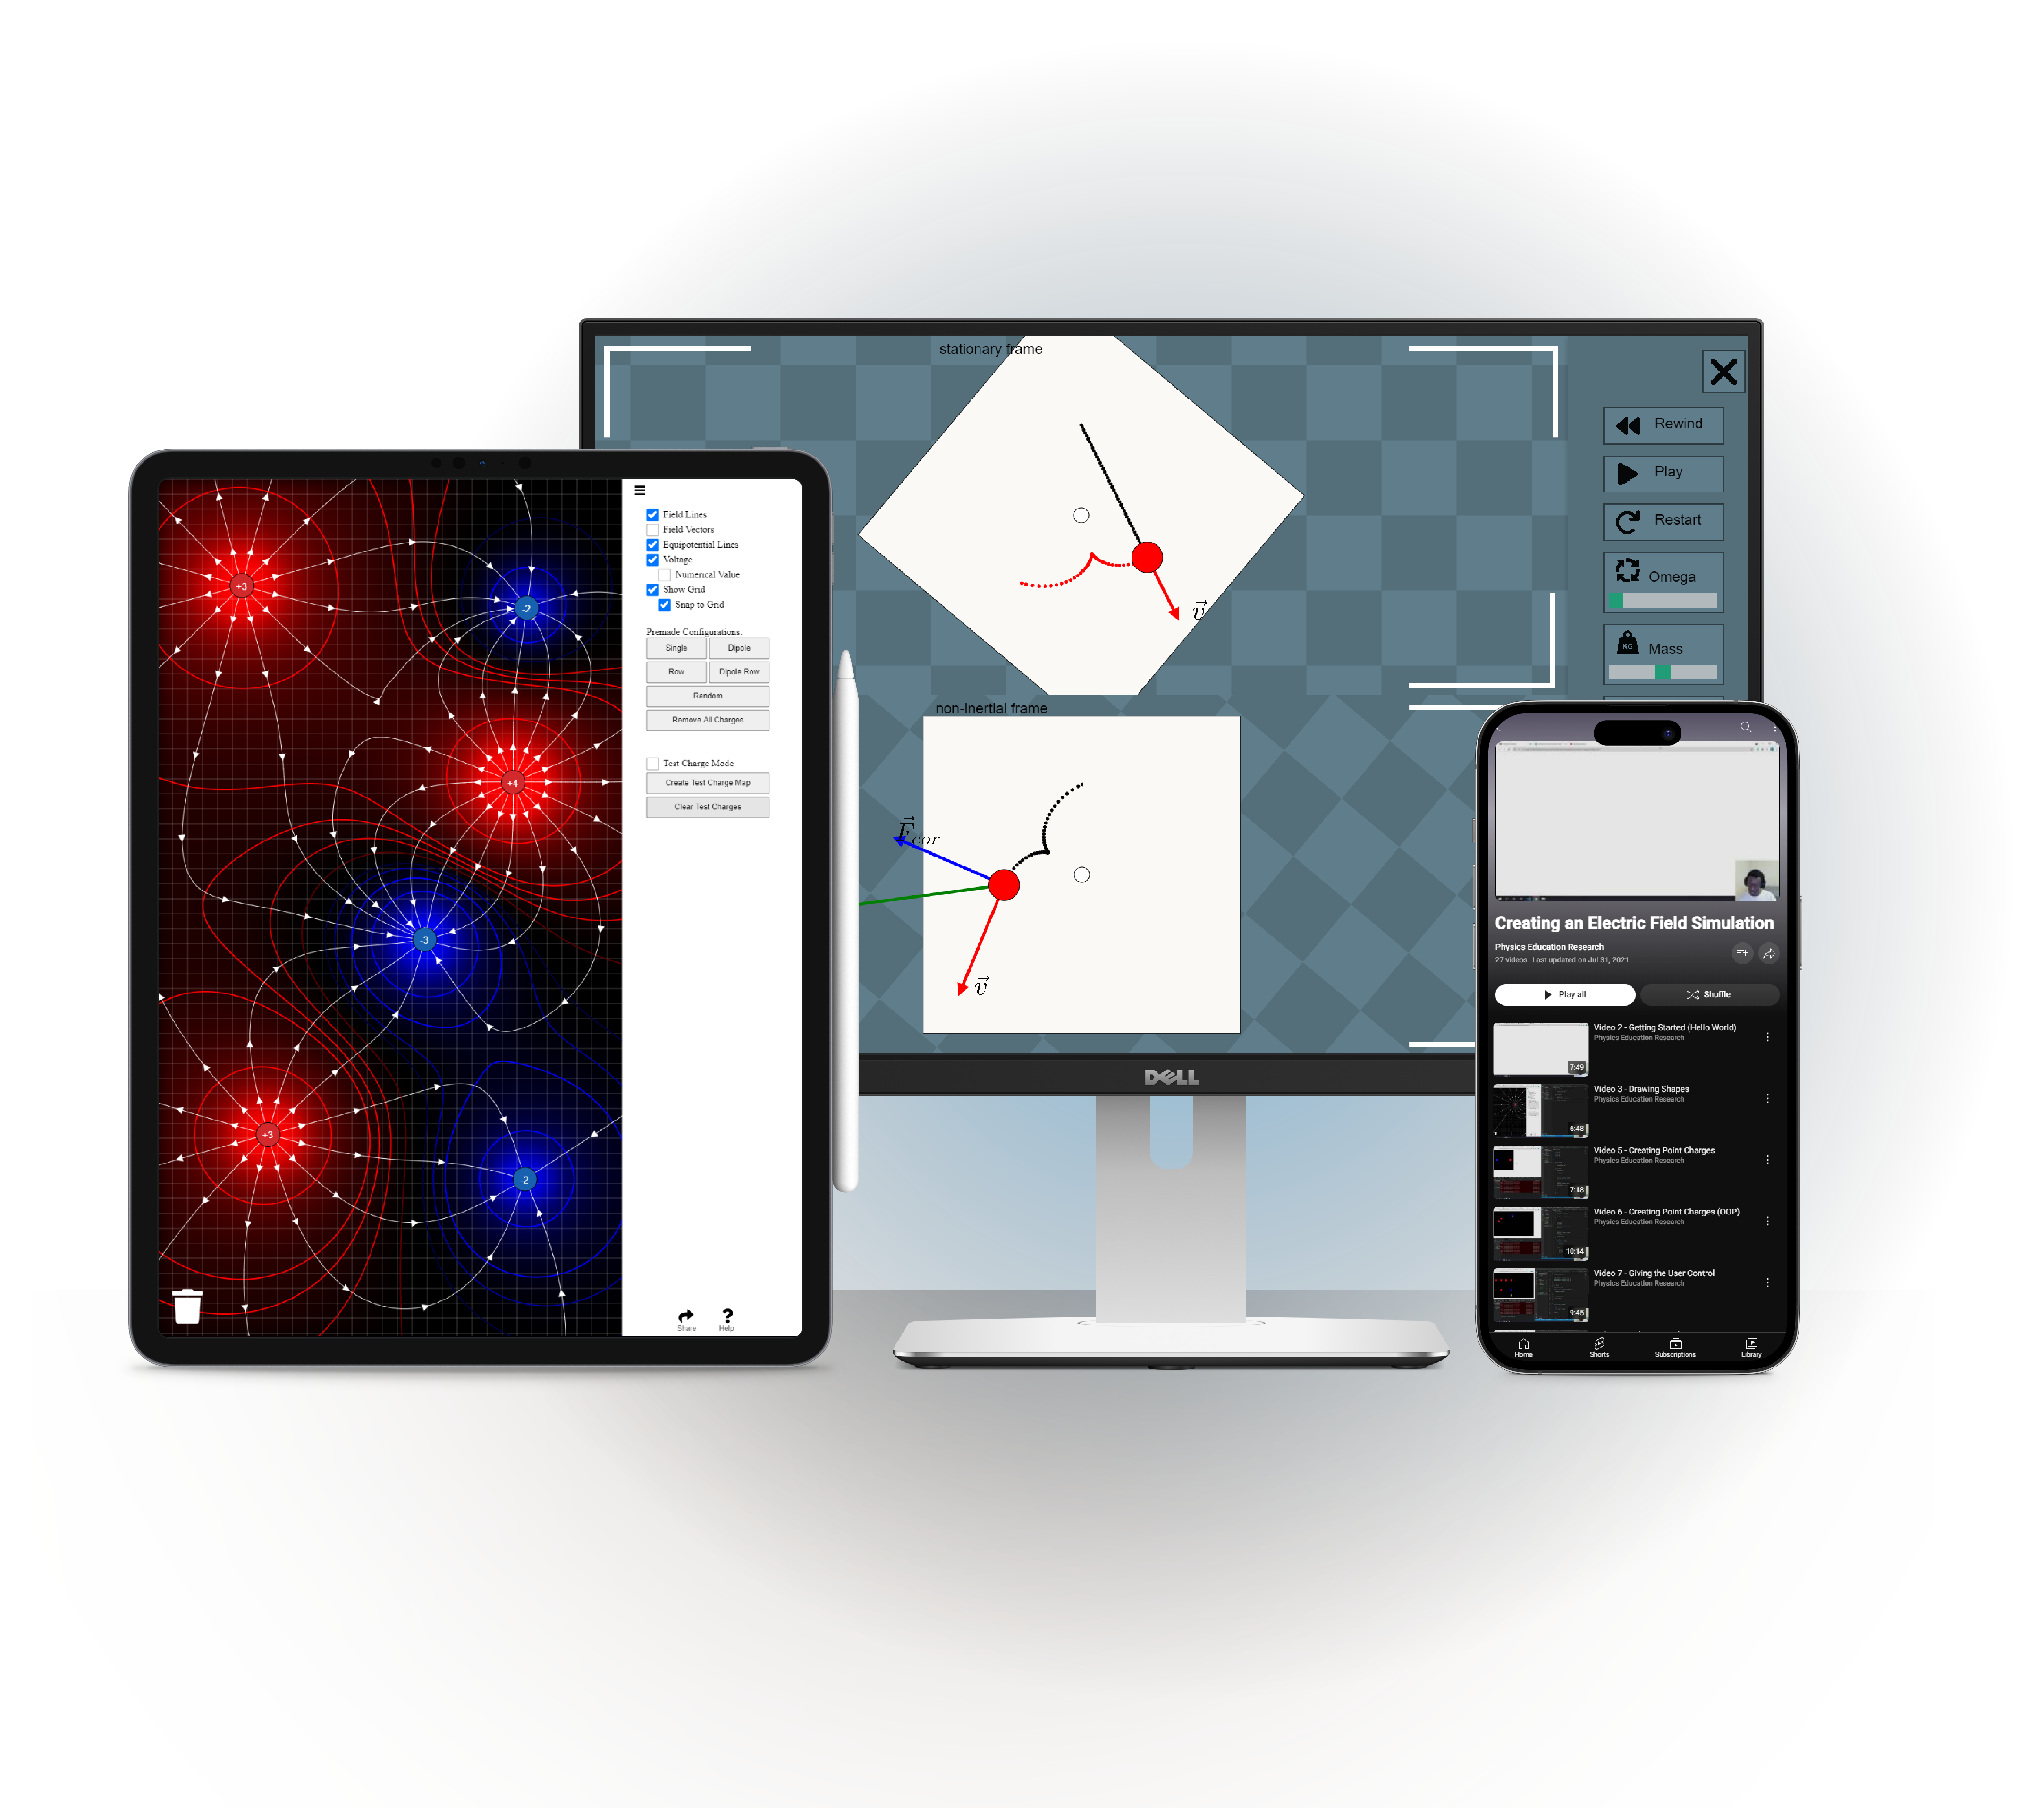 +3
-2
+4
-3
+3
-2
Field Lines
Field Vectors
Equipotential Lines
Voltage
Numerical Value
Show Grid
Snap to Grid
Premade Configurations:
Single
Dipole
Row
Dipole Row
Random
Remove All Charges
Test Charge Mode
Create Test Charge Map
Clear Test Charges
Share
Help
stationary frame
v
non-inertial frame
F cor
v
Rewind
Play
Restart
Omega
KG
Mass
DELL
Creating an Electric Field Simulation
Physics Education Research
27 videos Last updated on Jul 31, 2021
Play all
Shuffle
Video 2 - Getting Started (Hello World)
Physics Education Research
7:49
Video 3 - Drawing Shapes
Physics Education Research
6:48
Video 5 - Creating Point Charges
Physics Education Research
7:18
Video 6 - Creating Point Charges (OOP)
Physics Education Research
10:14
Video 7 - Giving the User Control
Physics Education Research
9:45
Home
Shorts
Subscriptions
Library